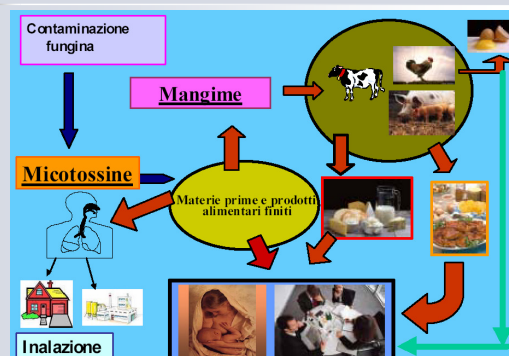 Contaminazione
fungina
Mangime
Micotossine
Materie prime e prodotti
alimentari finiti
Inalazione